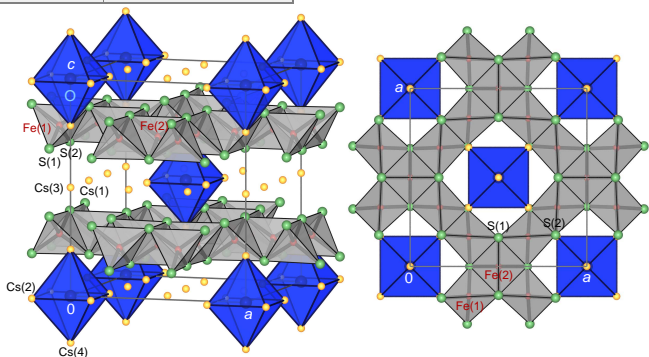 c
O
Fe(1)
Fe(2)
S(2)
S(1)
Cs(3)
Cs(1)
Cs(2)
0
a
Cs(4)
a
S(1)
S(2)
0
Fe(2)
a
Fe(1)